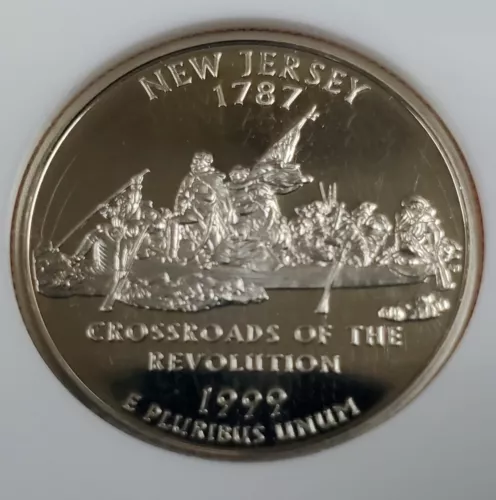 NEW JERSEY
1787
CROSSROADS OF THE
REVOLUTION
1999
E PLURIBUS UNUM